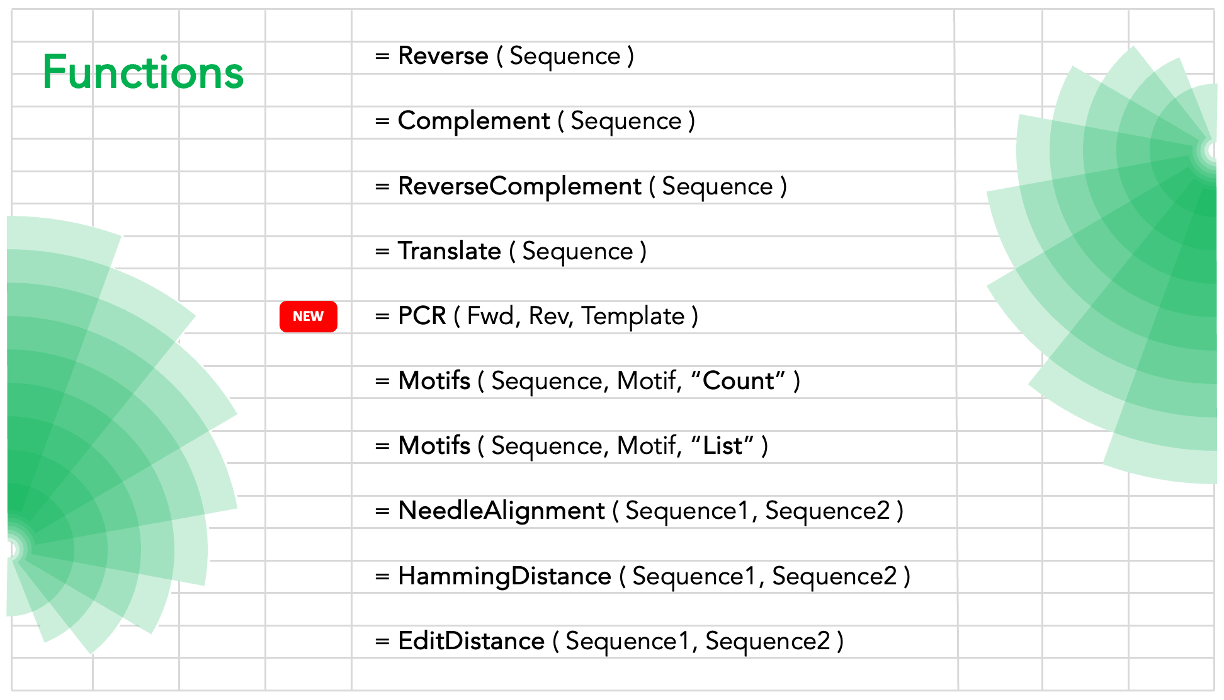 Functions
= Reverse ( Sequence )
= Complement ( Sequence )
= ReverseComplement ( Sequence )
= Translate ( Sequence )
NEW = PCR ( Fwd, Rev, Template )
= Motifs ( Sequence, Motif, “Count” )
= Motifs ( Sequence, Motif, “List” )
= NeedleAlignment ( Sequence1, Sequence2 )
= HammingDistance ( Sequence1, Sequence2 )
= EditDistance ( Sequence1, Sequence2 )